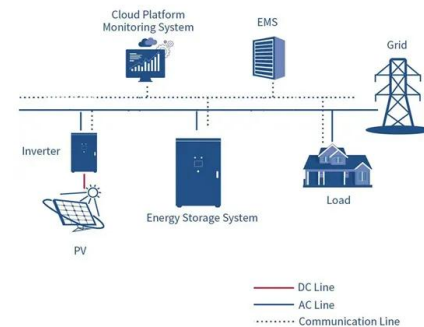 Cloud Platform
Monitoring System
EMS
Grid
Inverter
Energy Storage System
Load
PV
DC Line
AC Line
Communication Line